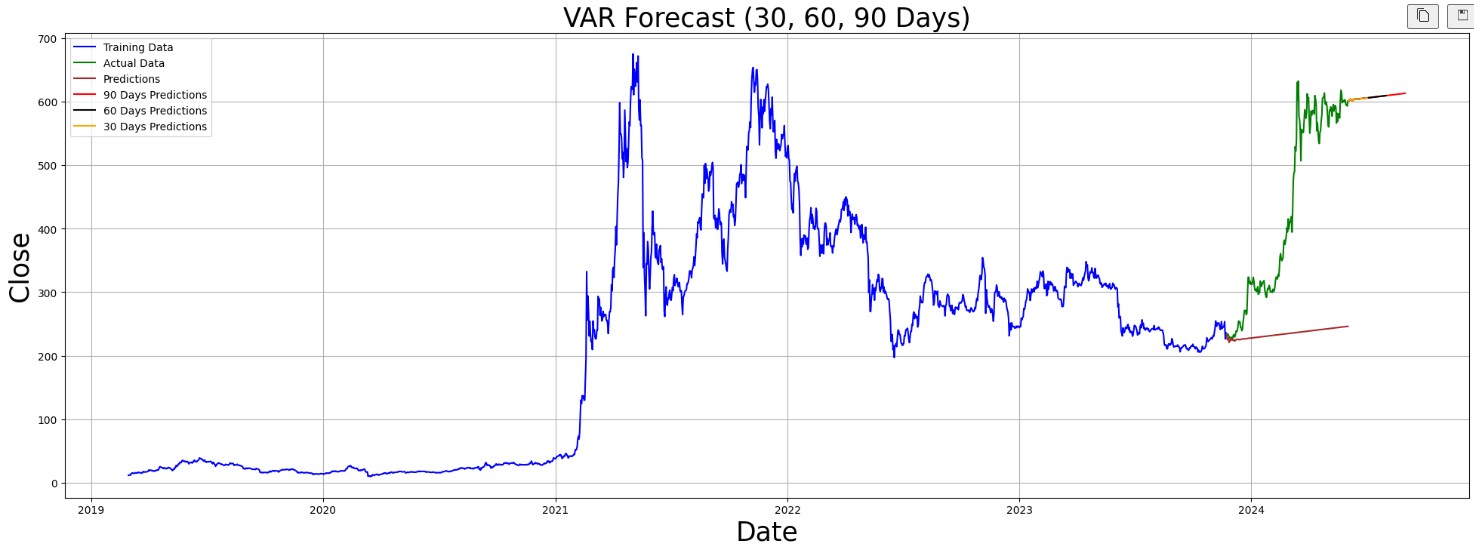 VAR Forecast (30, 60, 90 Days)
700
600
500
400
300
200
100
0
Close
Training Data
Actual Data
Predictions
90 Days Predictions
60 Days Predictions
30 Days Predictions
2019 2020 2021 2022 2023 2024
Date